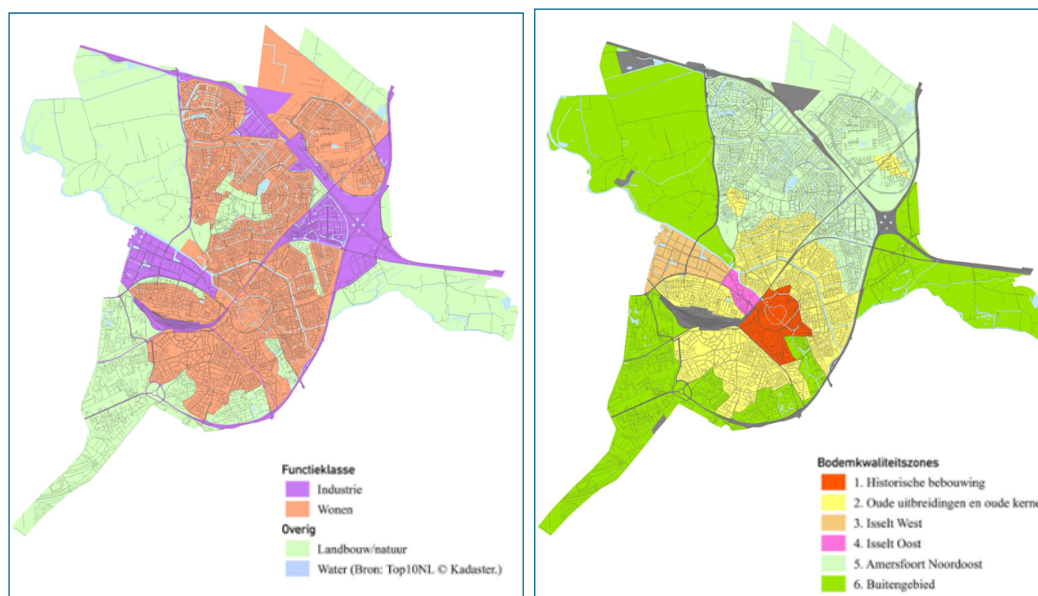 Functieklasse
Industrie
Wonen
Overig
Landbouw/natuur
Water (Bron: Top10NL © Kadaster.)
Bodemkwaliteitszones
1. Historische bebouwing
2. Oude uitbreidingen en oude kerne
3. Isselt West
4. Isselt Oost
5. Amersfoort Noordoost
6. Buitengebied